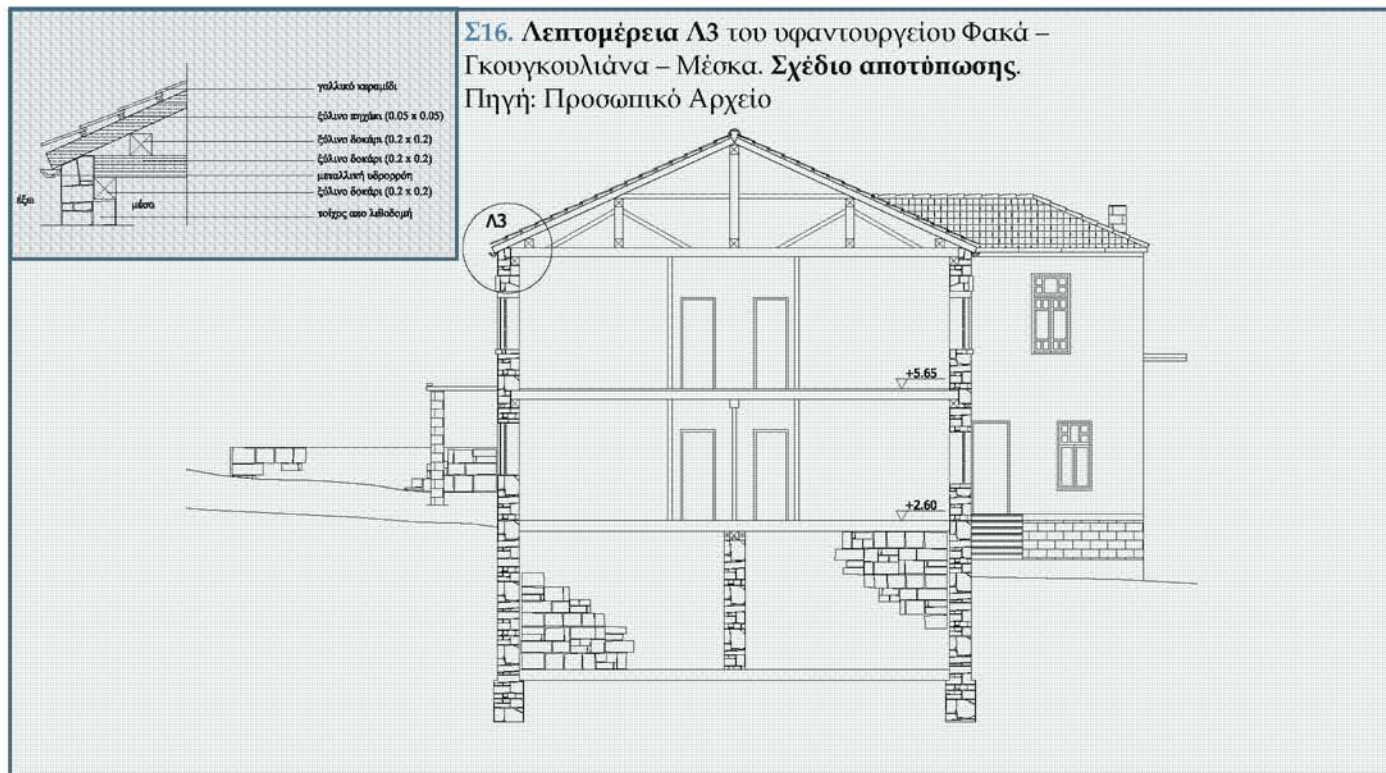 Σ16. Λεπτομέρεια Λ3 του υφαντουργείου Φακά –
Γκουγκουλιάνα – Μέσκα. Σχέδιο αποτύπωσης.
Πηγή: Προσωπικό Αρχείο
γαλλικό κεραμίδι
ξύλινο πηχάκι (0.05 x 0.05)
ξύλινο δοκάρι (0.2 x 0.2)
ξύλινο δοκάρι (0.2 x 0.2)
μεταλλική υδρορρόη
ξύλινο δοκάρι (0.2 x 0.2)
έξω
μέσα
τοίχος απο λιθοδομή
Λ3
+5.65
+2.60